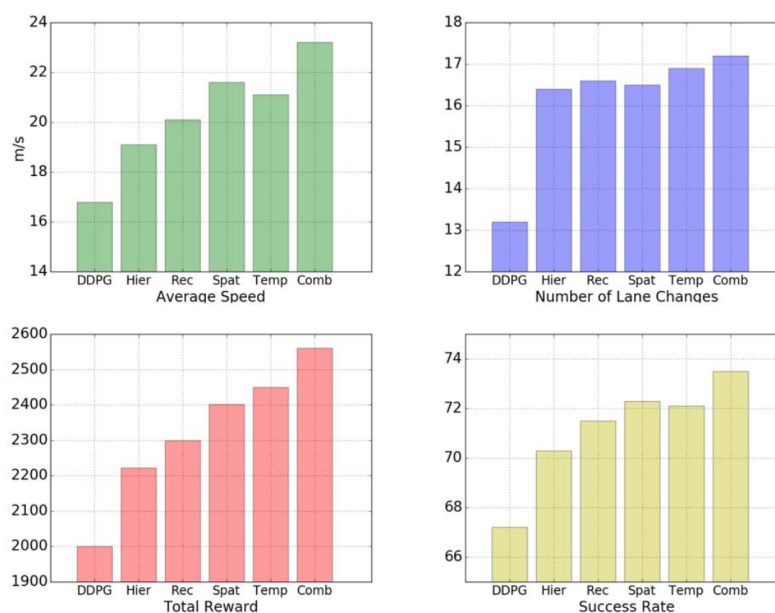 24
22
20
18
16
14
m/s
DDPG Hier Rec Spat Temp Comb
Average Speed
18
17
16
15
14
13
12
DDPG Hier Rec Spat Temp Comb
Number of Lane Changes
2600
2500
2400
2300
2200
2100
2000
1900
DDPG Hier Rec Spat Temp Comb
Total Reward
74
72
70
68
66
DDPG Hier Rec Spat Temp Comb
Success Rate